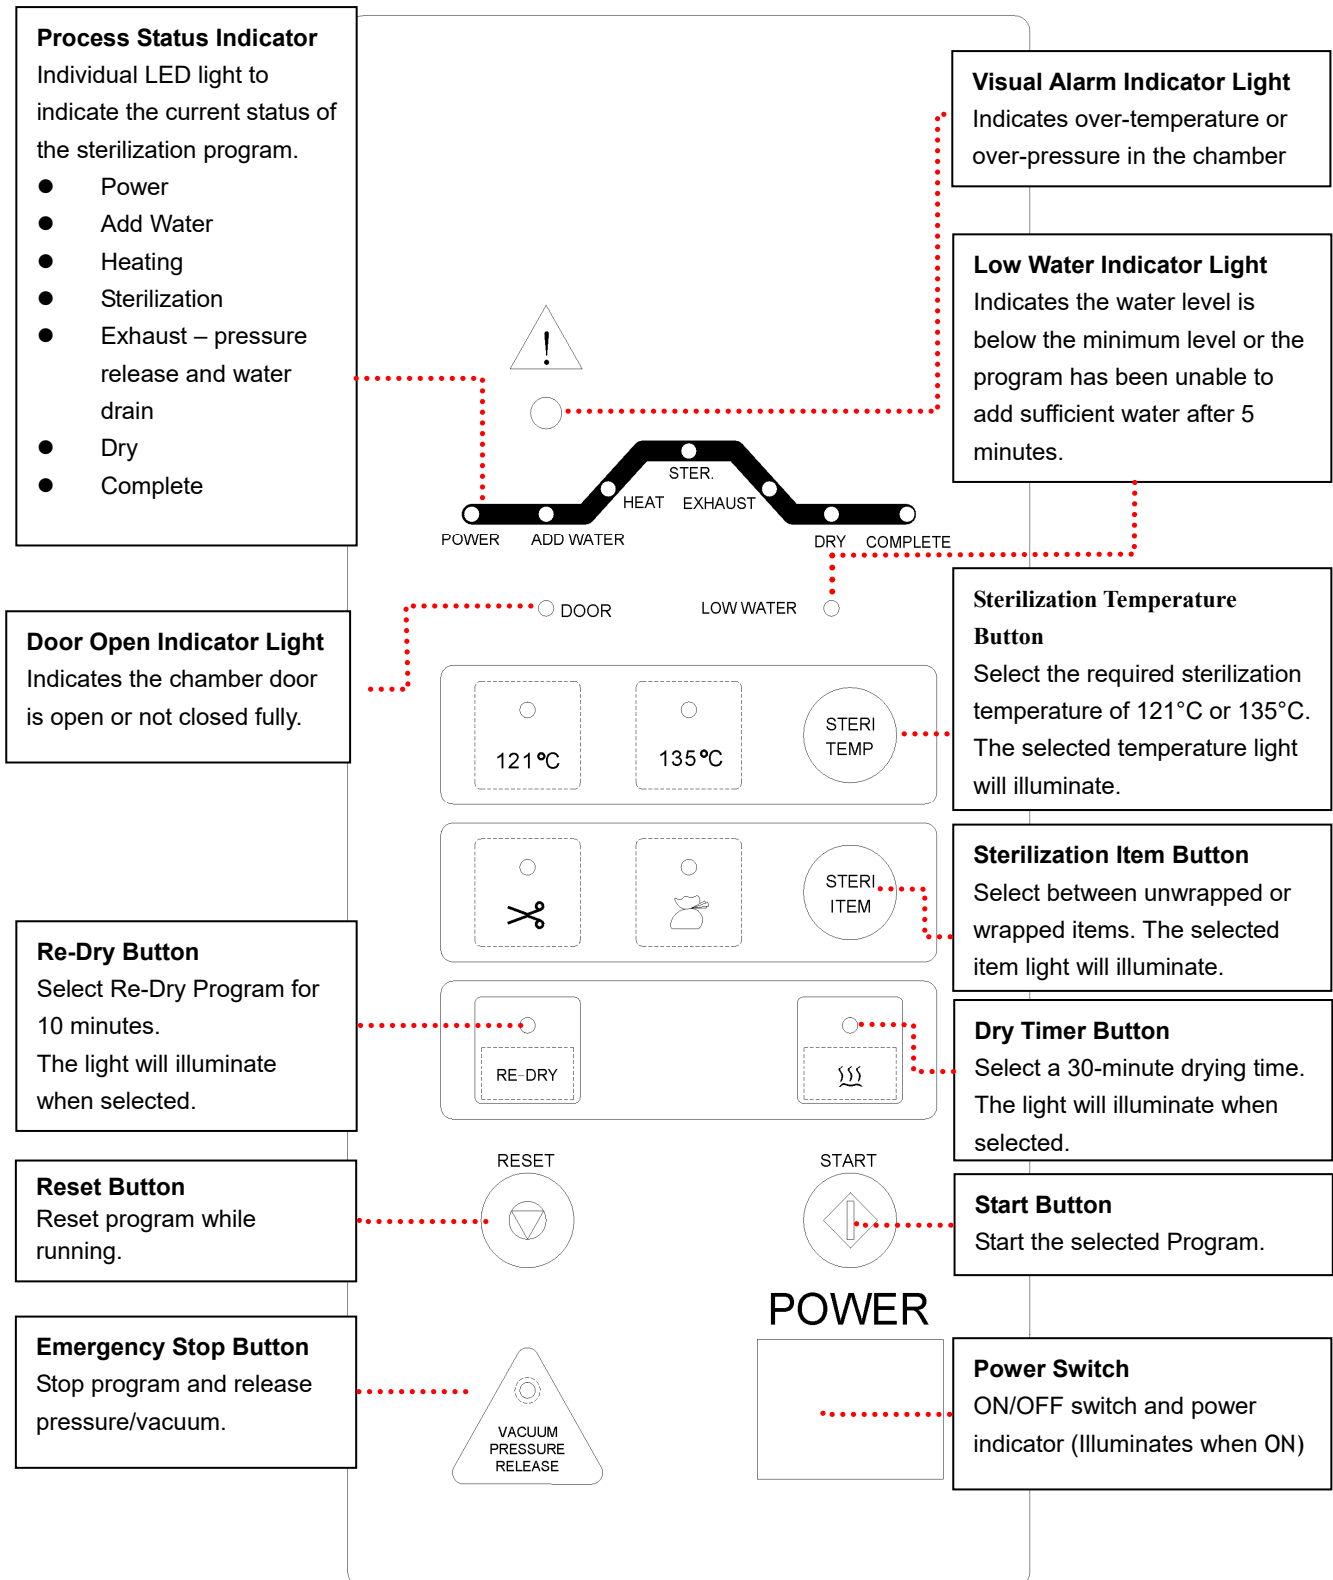 Process Status Indicator
Individual LED light to
indicate the current status of
the sterilization program.
● Power
● Add Water
● Heating
● Sterilization
● Exhaust – pressure
release and water
drain
● Dry
● Complete
Visual Alarm Indicator Light
Indicates over-temperature or
over-pressure in the chamber
Low Water Indicator Light
Indicates the water level is
below the minimum level or the
program has been unable to
add sufficient water after 5
minutes.
!
STER.
HEAT EXHAUST
POWER ADD WATER DRY COMPLETE
DOOR LOW WATER
Door Open Indicator Light
Indicates the chamber door
is open or not closed fully.
Sterilization Temperature
Button
Select the required sterilization
temperature of 121°C or 135°C.
The selected temperature light
will illuminate.
121°C 135°C
STERI
TEMP
Sterilization Item Button
Select between unwrapped or
wrapped items. The selected
item light will illuminate.
STERI
ITEM
Re-Dry Button
Select Re-Dry Program for
10 minutes.
The light will illuminate
when selected.
RE-DRY
Dry Timer Button
Select a 30-minute drying time.
The light will illuminate when
selected.
RESET START
Reset Button
Reset program while
running.
Start Button
Start the selected Program.
POWER
Emergency Stop Button
Stop program and release
pressure/vacuum.
VACUUM
PRESSURE
RELEASE
Power Switch
ON/OFF switch and power
indicator (Illuminates when ON)